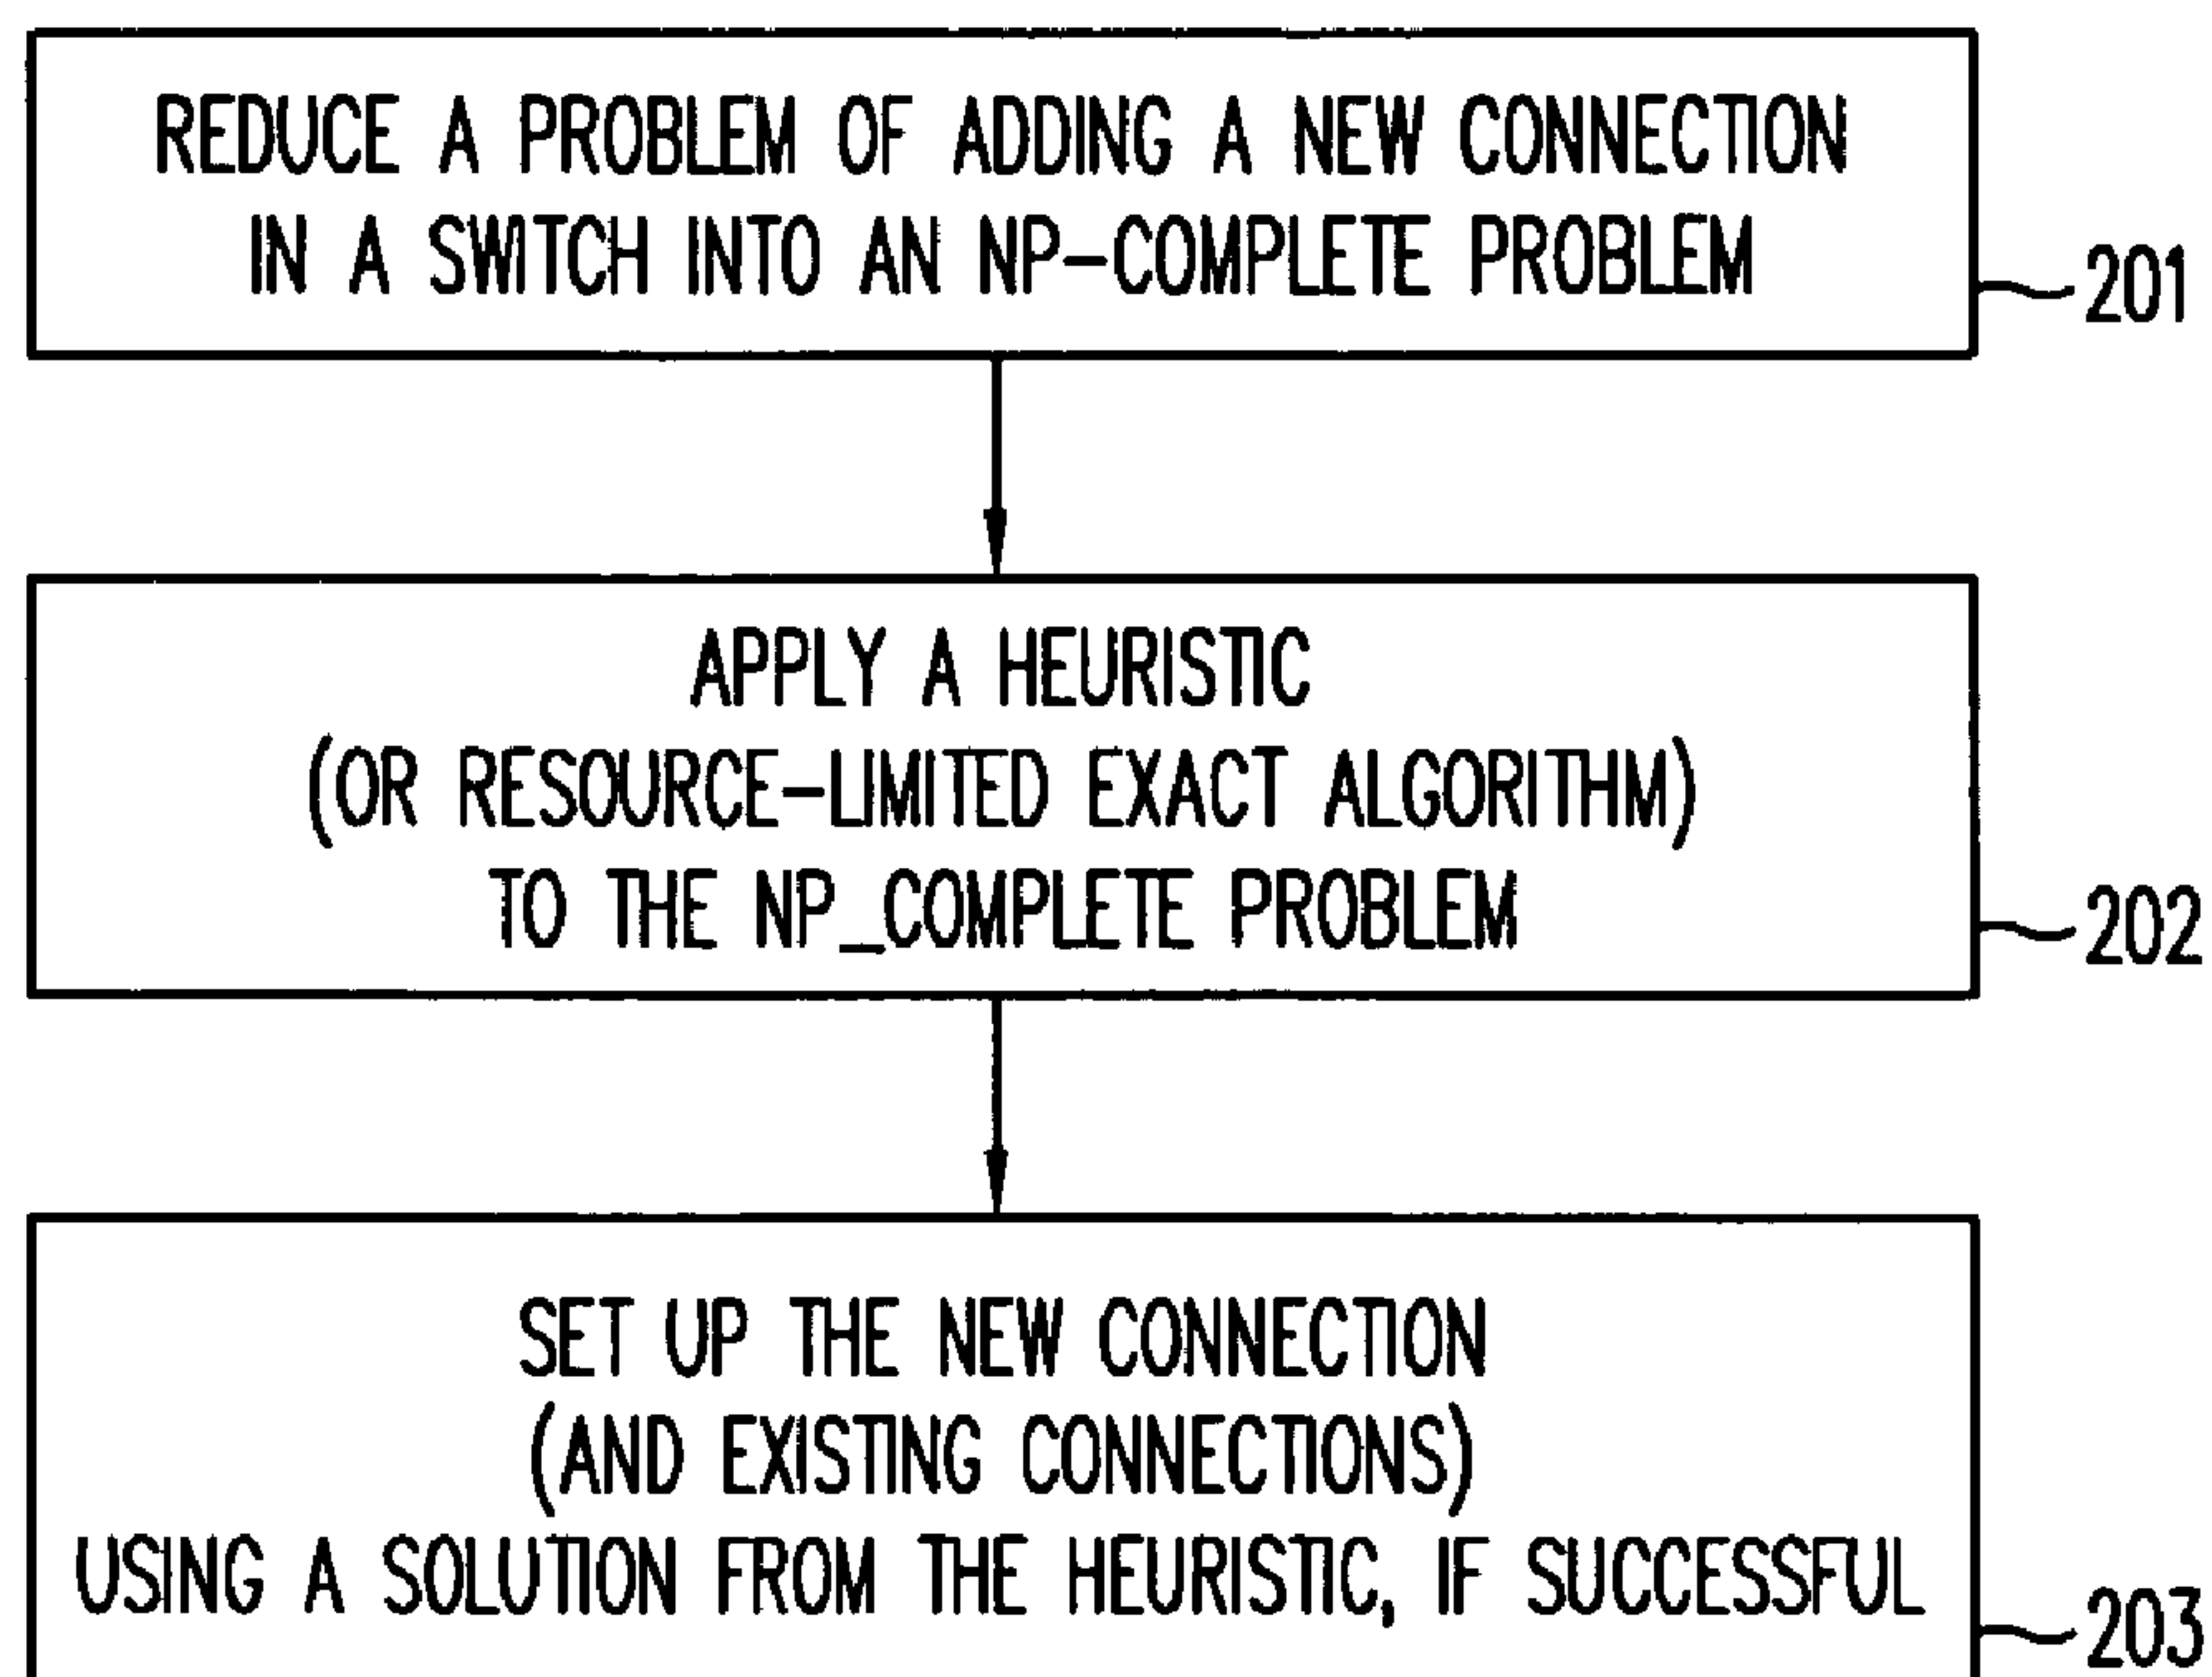 REDUCE A PROBLEM OF ADDING A NEW CONNECTION
IN A SWITCH INTO AN NP-COMPLETE PROBLEM
201
APPLY A HEURISTIC
(OR RESOURCE-LIMITED EXACT ALGORITHM)
TO THE NP_COMPLETE PROBLEM
202
SET UP THE NEW CONNECTION
(AND EXISTING CONNECTIONS)
USING A SOLUTION FROM THE HEURISTIC, IF SUCCESSFUL
203